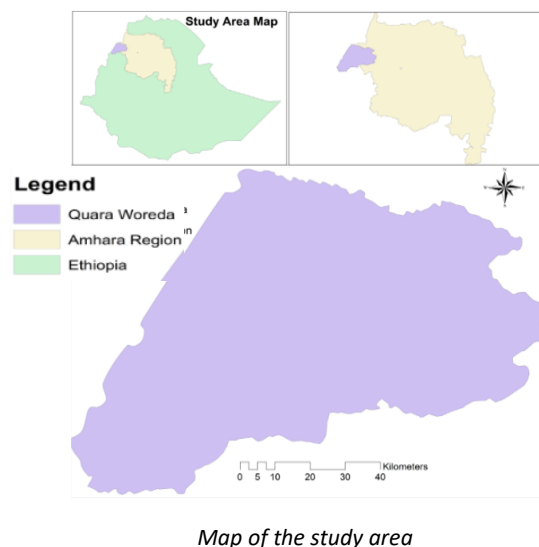 Study Area Map
Legend
Quara Woreda
Amhara Region
Ethiopia
Kilometers
0 5 10 20 30 40
Map of the study area